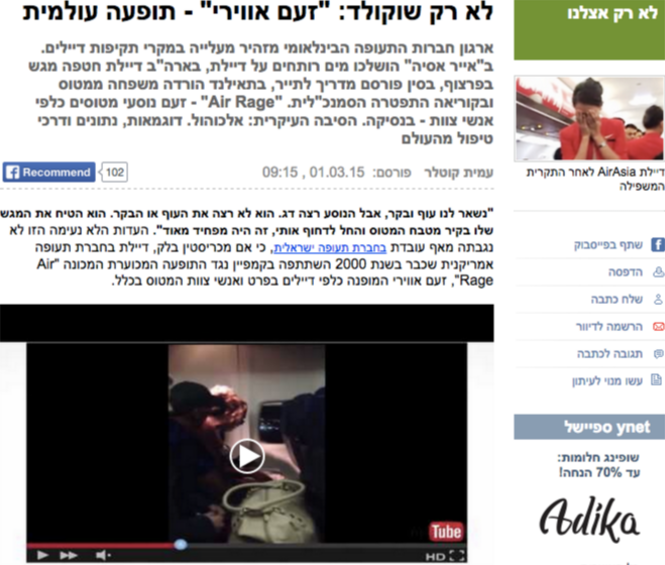 לא רק שוקולד: "זעם אווירי" - תופעה עולמית
ארגון חברות התעופה הבינלאומי מזהיר מעלייה במקרי תקיפות דיילים.
ב"אייר אסיה" הושלכו מים רותחים על דיילת, בארה"ב דיילת חטפה מגש
בפרצוף, בסין פורסם מדריך לתייר, בתאילנד הורדה משפחה ממטוס
ובקוריאה התפטרה הסמנכ"לית. "Air Rage" - זעם נוסעי מטוסים כלפי
אנשי צוות - בנסיקה. הסיבה העיקרית: אלכוהול. דוגמאות, נתונים ודרכי
טיפול מהעולם
עמית קוטלר פורסם: 01.03.15 , 09:15
Recommend 102
"נשאר לנו עוף ובקר, אבל הנוסע רצה דג. הוא לא רצה את העוף או הבקר. הוא הטיח את המגש
שלו בקיר מטבח המטוס והחל לדחוף אותי, זה היה מפחיד מאוד". העדות הלא נעימה הזו לא
נגבתה מאף עובדת בחברת תעופה ישראלית, כי אם מכריסטין בלק, דיילת בחברת תעופה
אמריקנית שכבר בשנת 2000 השתתפה בקמפיין נגד התופעה המכוערת המכונה "Air
Rage", זעם אווירי המופנה כלפי דיילים בפרט ואנשי צוות המטוס בכלל.
Tube
HD
לא רק אצלנו
דיילת AirAsia לאחר התקרית
המשפילה
שתף בפייסבוק
הדפסה
שלח כתבה
הרשמה לדיוור
תגובה לכתבה
עשו מנוי לעיתון
ynet ספיישל
שופינג חלומות:
עד 70% הנחה!
Adika